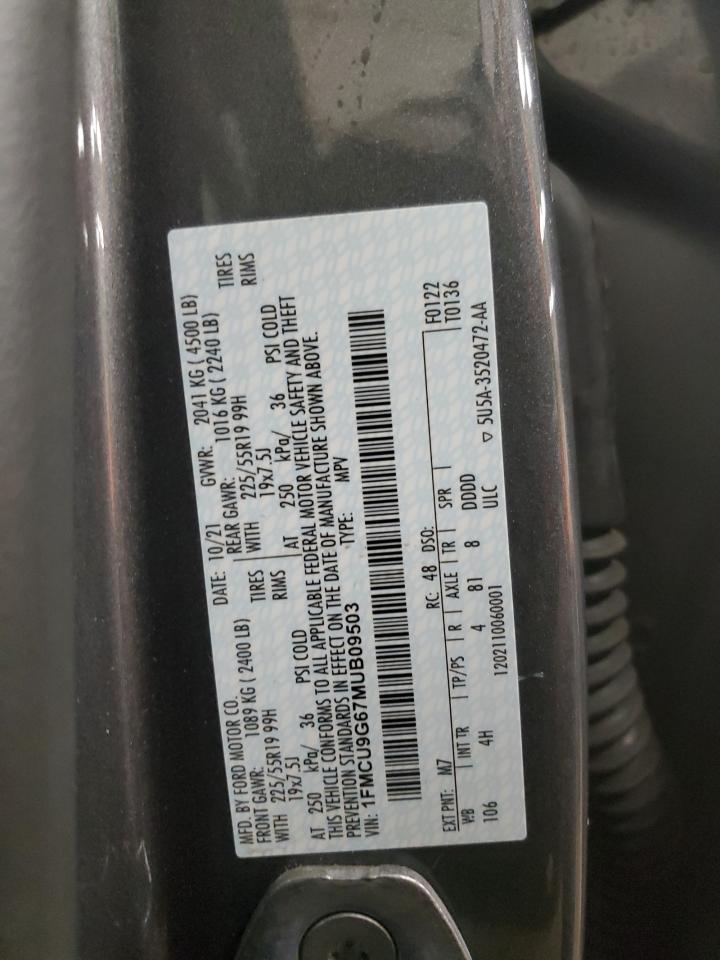 MFD. BY FORD MOTOR CO. DATE: 10/21 GVWR: 2041 KG ( 4500 LB)
FRONT GAWR: 1089 KG ( 2400 LB) REAR GAWR: 1016 KG ( 2240 LB)
WITH 225/55R19 99H TIRES WITH 225/55R19 99H TIRES
19x7.5J RIMS 19x7.5J RIMS
AT 250 kPa/ 36 PSI COLD AT 250 kPa/ 36 PSI COLD
THIS VEHICLE CONFORMS TO ALL APPLICABLE FEDERAL MOTOR VEHICLE SAFETY AND THEFT
PREVENTION STANDARDS IN EFFECT ON THE DATE OF MANUFACTURE SHOWN ABOVE.
VIN: 1FMCU9G67MUB09503 TYPE: MPV
EXT PNT: M7 RC: 48 DSO: F0122
WB INT TR TP/PS R AXLE TR SPR T0136
106 4H 4 81 8 DDDD
1202110060001 ULC ▽ 5U5A-3520472-AA